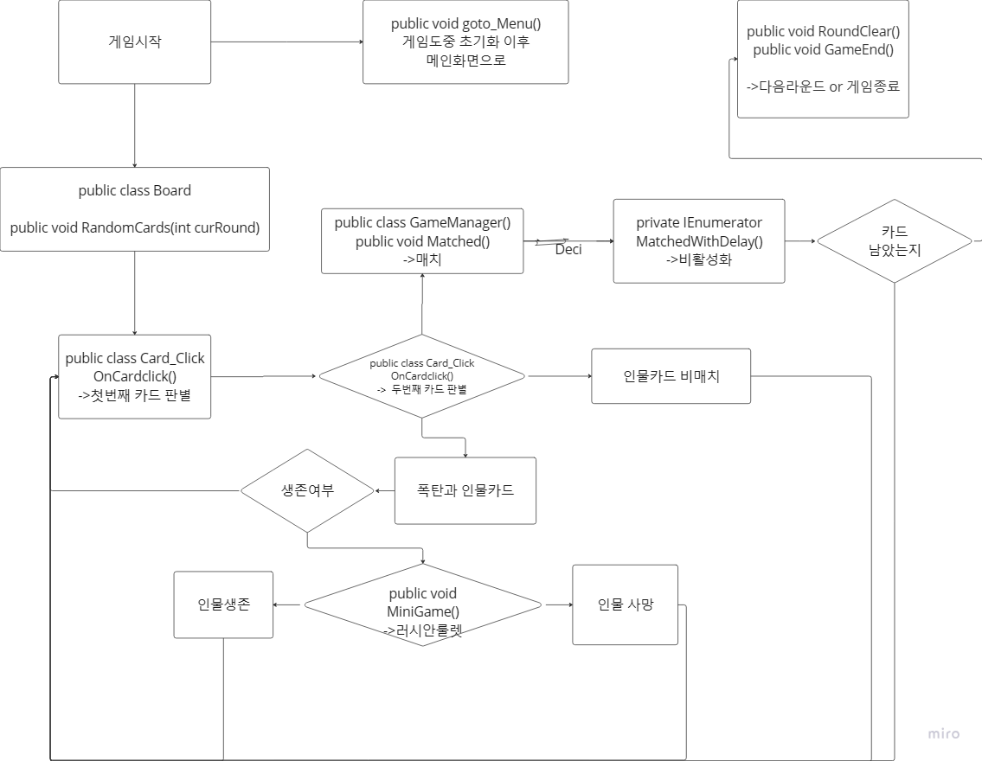 게임시작
public void goto_Menu()
게임도중 초기화 이후
메인화면으로
public void RoundClear()
public void GameEnd()
->다음라운드 or 게임종료
public class Board
public void RandomCards(int curRound)
public class GameManager()
public void Matched()
->매치
Deci
private IEnumerator
MatchedWithDelay()
->비활성화
카드
남았는지
public class Card_Click
OnCardclick()
->첫번째 카드 판별
public class Card_Click
OnCardclick()
-> 두번째 카드 판별
인물카드 비매치
생존여부
폭탄과 인물카드
인물생존
public void
MiniGame()
->러시안룰렛
인물 사망
miro